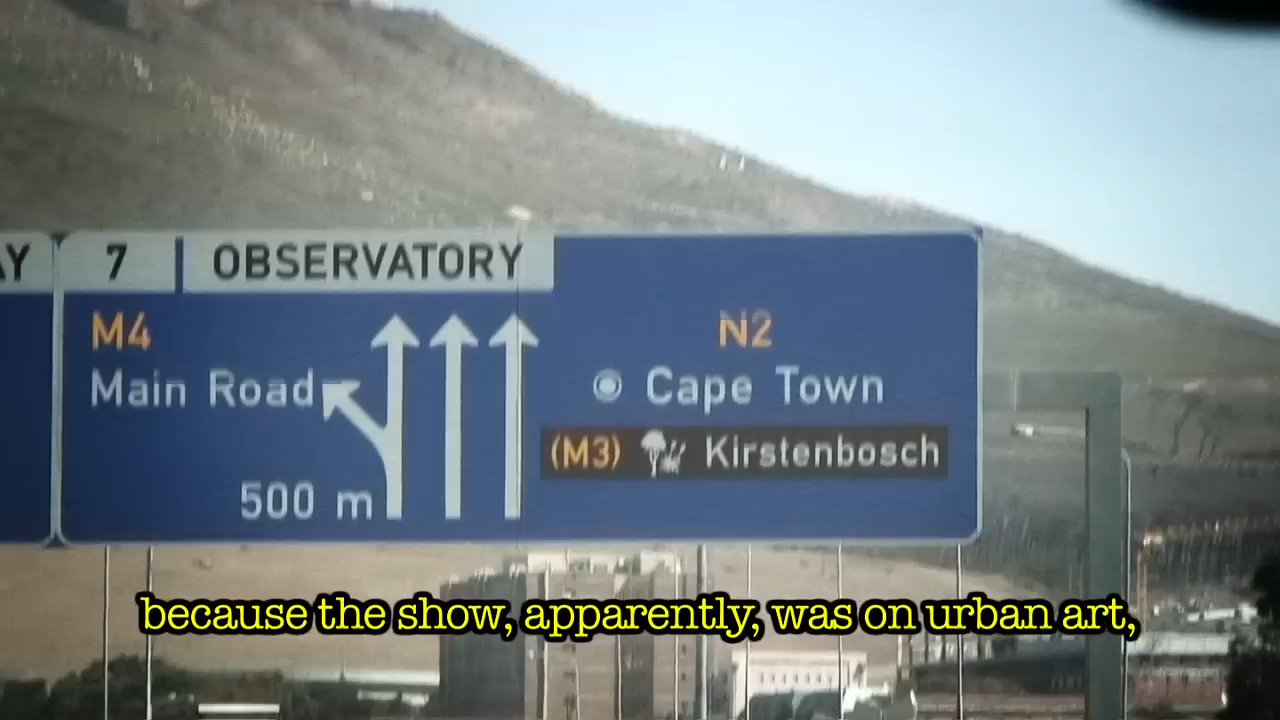 7 OBSERVATORY
M4
Main Road
500 m
N2
Cape Town
(M3) Kirstenbosch
because the show, apparently, was on urban art,